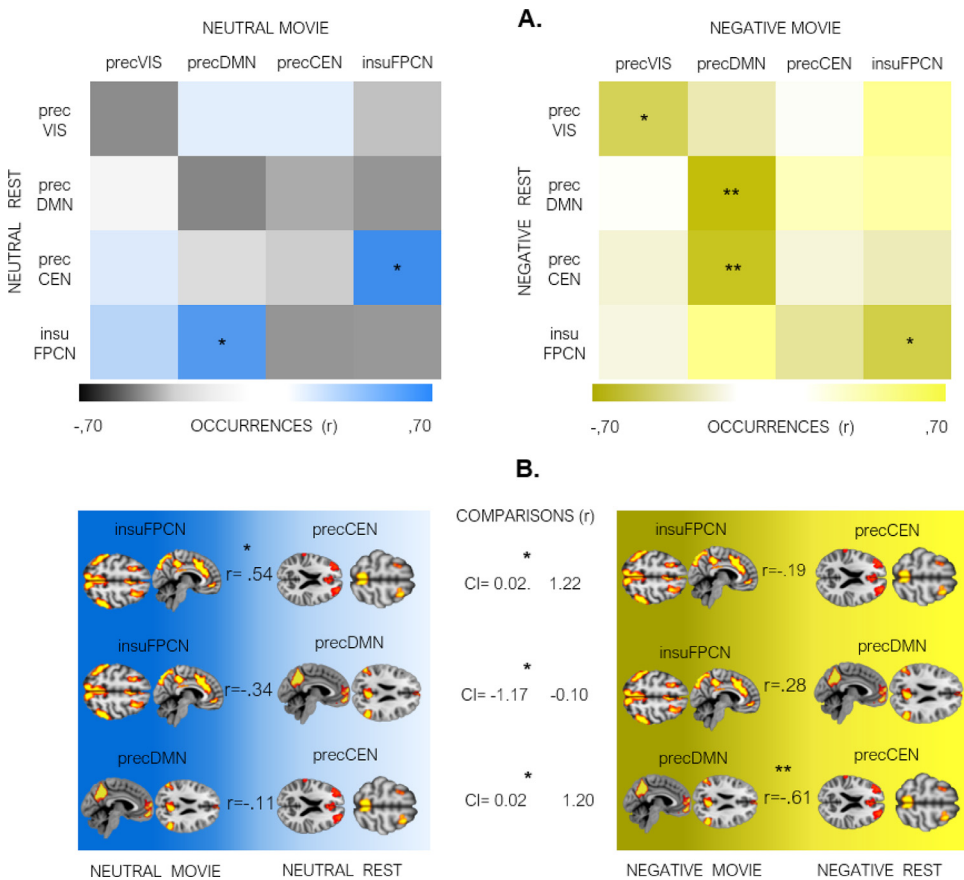 A.
NEUTRAL MOVIE
precVIS precDMN precCEN insuFPCN
NEUTRAL REST
prec
VIS
*
prec
DMN
prec
CEN
*
insu
FPCN
*
-,70 OCCURRENCES (r) ,70
NEGATIVE MOVIE
precVIS precDMN precCEN insuFPCN
NEGATIVE REST
prec
VIS
*
prec
DMN
**
prec
CEN
**
insu
FPCN
*
-,70 OCCURRENCES (r) ,70
B.
insuFPCN precCEN
*
r= .54
insuFPCN precDMN
r=-.34
precDMN precCEN
r=-.11
NEUTRAL MOVIE NEUTRAL REST
COMPARISONS (r)
*
CI= 0.02. 1.22
*
CI= -1.17 -0.10
*
CI= 0.02 1.20
insuFPCN precCEN
r=-.19
insuFPCN precDMN
r=.28
precDMN precCEN
**
r=-.61
NEGATIVE MOVIE NEGATIVE REST